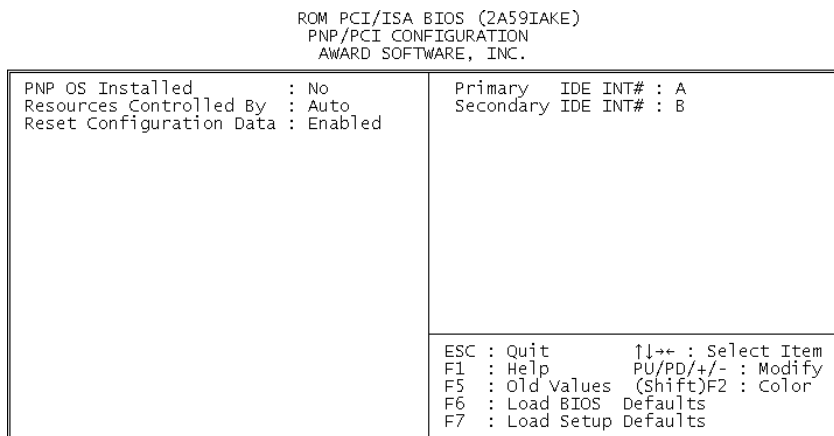 ROM PCI/ISA BIOS (2A59IAKE)
PNP/PCI CONFIGURATION
AWARD SOFTWARE, INC.
PNP OS Installed : No
Resources Controlled By : Auto
Reset Configuration Data : Enabled
Primary IDE INT# : A
Secondary IDE INT# : B
ESC : Quit ↑↓→← : Select Item
F1 : Help PU/PD/+/- : Modify
F5 : Old Values (Shift)F2 : Color
F6 : Load BIOS Defaults
F7 : Load Setup Defaults